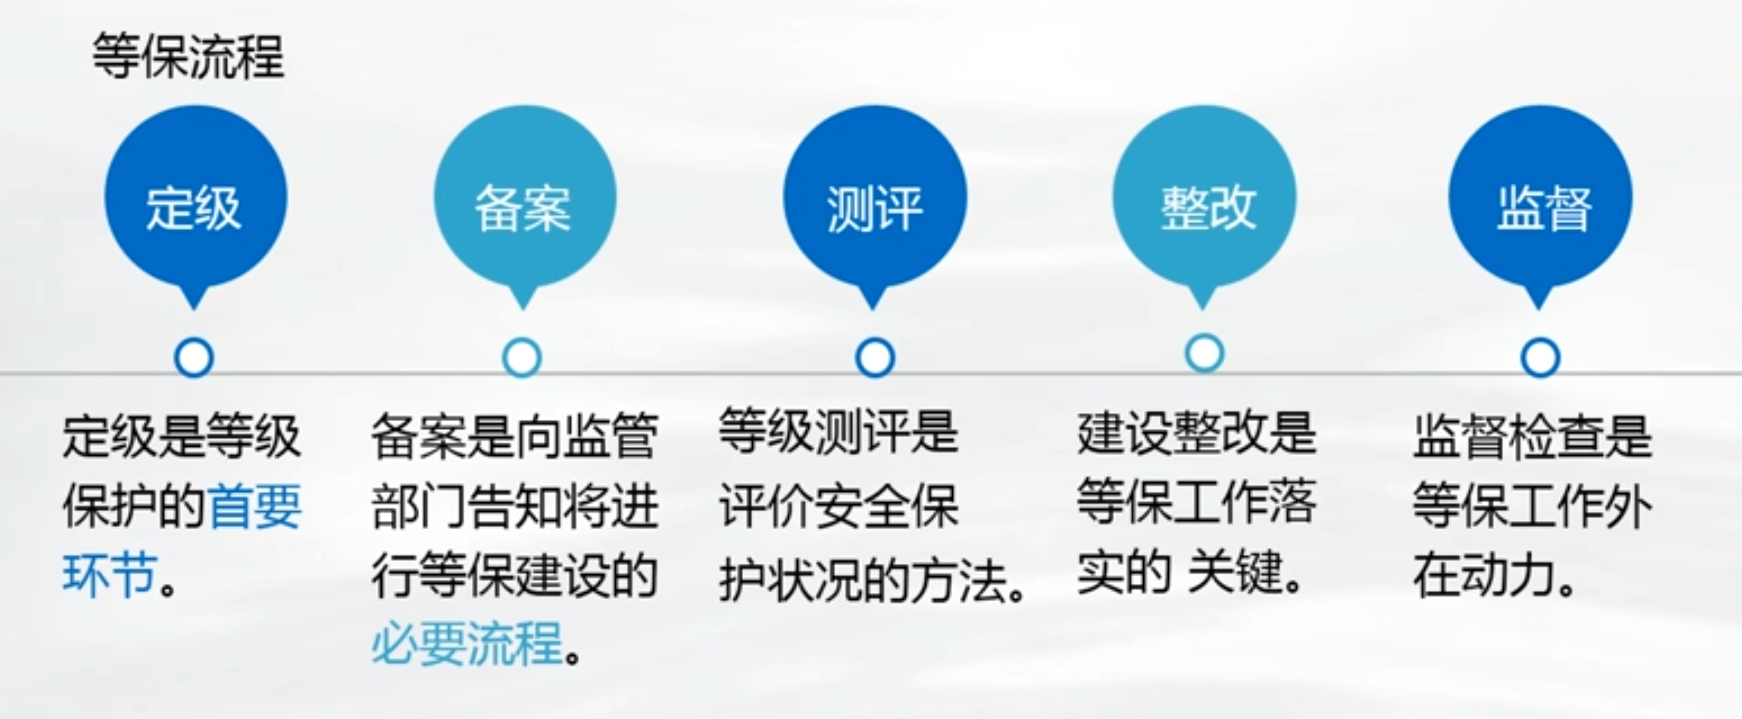 等保流程
定级
备案
测评
整改
监督
定级是等级
保护的首要
环节。
备案是向监管
部门告知将进
行等保建设的
必要流程。
等级测评是
评价安全保
护状况的方法。
建设整改是
等保工作落
实的 关键。
监督检查是
等保工作外
在动力。